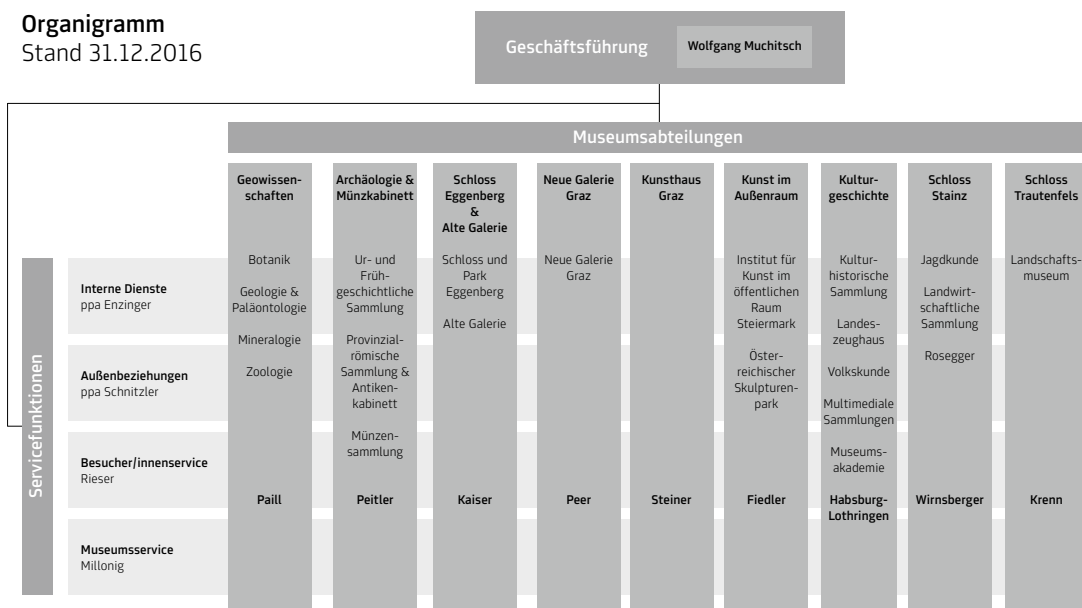 Organigramm
Stand 31.12.2016
Geschäftsführung
Wolfgang Muchitsch
Museumsabteilungen
Geowissen-
schaften
Botanik
Geologie &
Paläontologie
Mineralogie
Zoologie
Paill
Archäologie &
Münzkabinett
Ur- und
Früh-
geschichtliche
Sammlung
Provinzial-
römische
Sammlung &
Antiken-
kabinett
Münzen-
sammlung
Peitler
Schloss
Eggenberg
&
Alte Galerie
Schloss und
Park
Eggenberg
Alte Galerie
Kaiser
Neue Galerie
Graz
Neue Galerie
Graz
Peer
Kunsthaus
Graz
Steiner
Kunst im
Außenraum
Institut für
Kunst im
öffentlichen
Raum
Steiermark
Öster-
reichischer
Skulpturen-
park
Fiedler
Kultur-
geschichte
Kultur-
historische
Sammlung
Landes-
zeughaus
Volkskunde
Multimediale
Sammlungen
Museums-
akademie
Habsburg-
Lothringen
Schloss
Stainz
Jagdkunde
Landwirt-
schaftliche
Sammlung
Rosegger
Wirnsberger
Schloss
Trautenfels
Landschafts-
museum
Krenn
Servicefunktionen
Interne Dienste
ppa Enzinger
Außenbeziehungen
ppa Schnitzler
Besucher/innenservice
Rieser
Museumsservice
Millonig